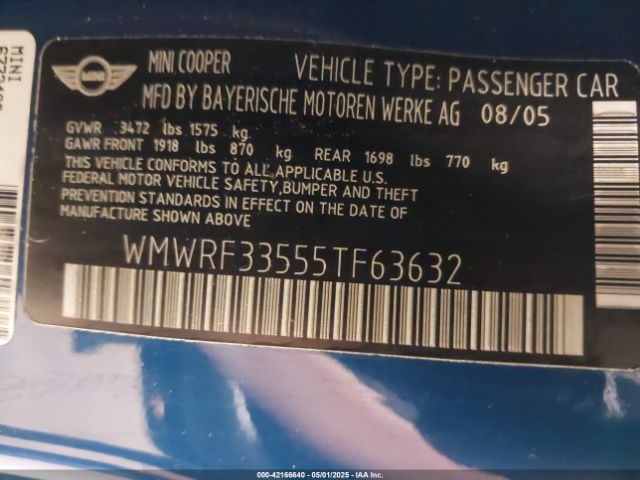 MINI
MINI
MINI COOPER
VEHICLE TYPE: PASSENGER CAR
MFD BY BAYERISCHE MOTOREN WERKE AG 08/05
GVWR 3472 lbs 1575 kg
GAWR FRONT 1918 lbs 870 kg REAR 1698 lbs 770 kg
THIS VEHICLE CONFORMS TO ALL APPLICABLE U.S.
FEDERAL MOTOR VEHICLE SAFETY,BUMPER AND THEFT
PREVENTION STANDARDS IN EFFECT ON THE DATE OF
MANUFACTURE SHOWN ABOVE.
WMWRF33555TF63632
000-42166640 - 05/01/2025 - IAA Inc.